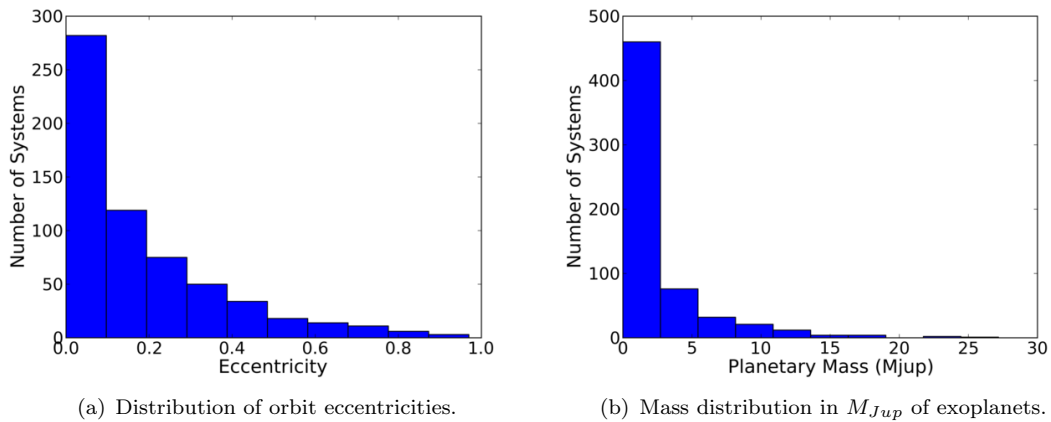 300
250
200
150
100
50
0
0.0 0.2 0.4 0.6 0.8 1.0
Number of Systems
Eccentricity
(a) Distribution of orbit eccentricities.
500
400
300
200
100
0
0 5 10 15 20 25 30
Number of Systems
Planetary Mass (Mjup)
(b) Mass distribution in M_{Jup} of exoplanets.